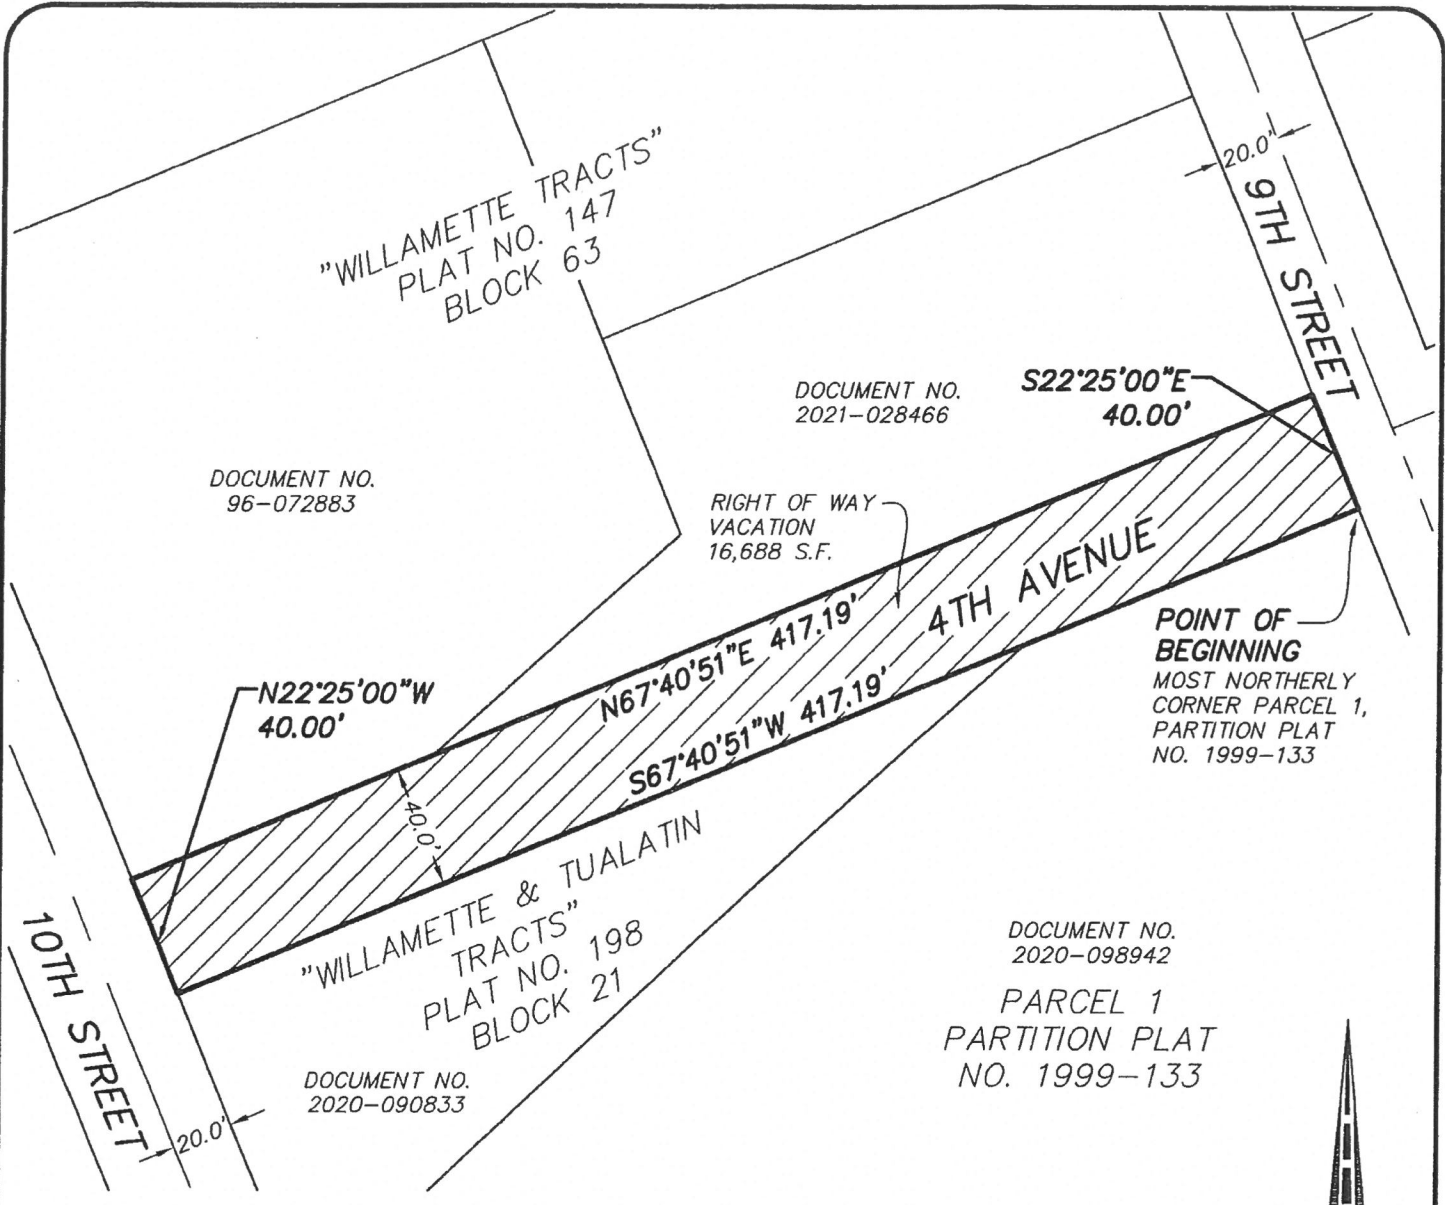 "WILLAMETTE TRACTS"
PLAT NO. 147
BLOCK 63
20.0'
9TH STREET
DOCUMENT NO.
2021-028466
S22°25'00"E
40.00'
DOCUMENT NO.
96-072883
RIGHT OF WAY
VACATION
16,688 S.F.
4TH AVENUE
N67°40'51"E 417.19'
S67°40'51"W 417.19'
POINT OF
BEGINNING
MOST NORTHERLY
CORNER PARCEL 1,
PARTITION PLAT
NO. 1999-133
N22°25'00"W
40.00'
40.0'
"WILLAMETTE & TUALATIN
TRACTS"
PLAT NO. 198
BLOCK 21
10TH STREET
20.0'
DOCUMENT NO.
2020-090833
DOCUMENT NO.
2020-098942
PARCEL 1
PARTITION PLAT
NO. 1999-133